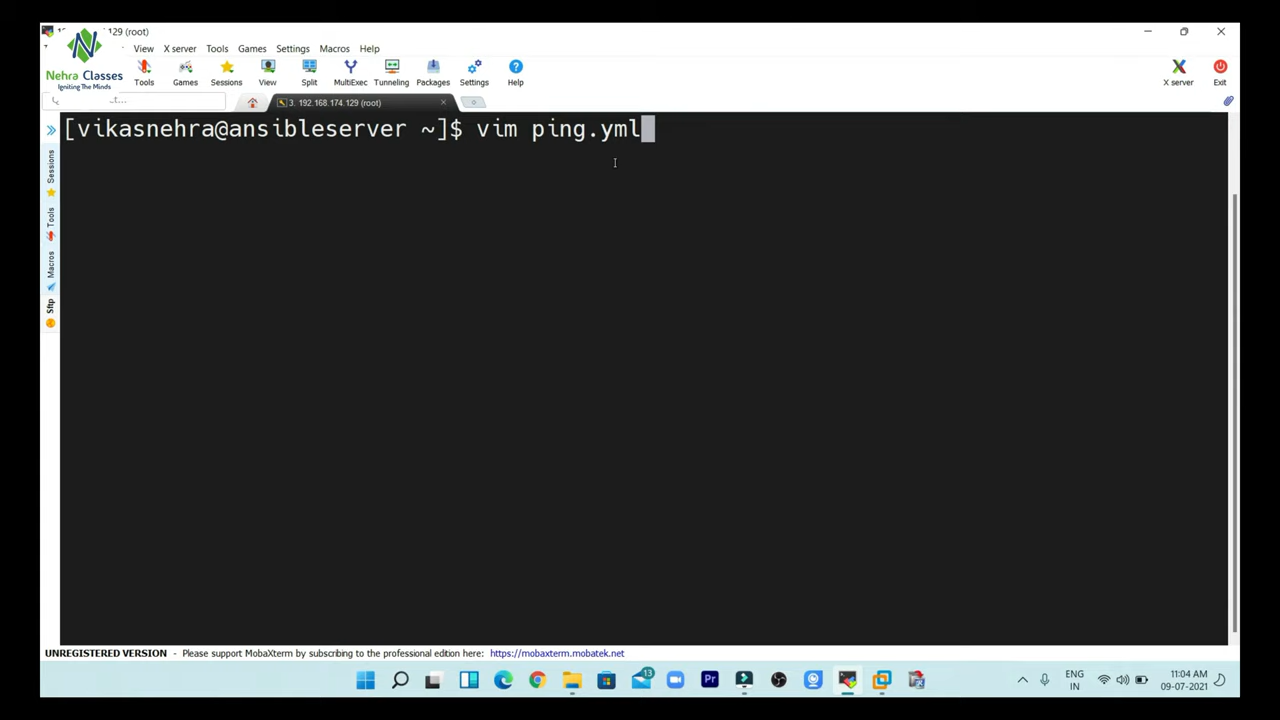 129 (root)
View X server Tools Games Settings Macros Help
Nehra Classes
Igniting The Minds
Tools Games Sessions View Split MultiExec Tunneling Packages Settings Help
X server Exit
3. 192.168.174.129 (root)
[vikasnehra@ansibleserver ~]$ vim ping.yml
Sessions
Tools
Macros
Sftp
UNREGISTERED VERSION - Please support MobaXterm by subscribing to the professional edition here: https://mobaxterm.mobatek.net
13
Pr
ENG
IN
11:04 AM
09-07-2021